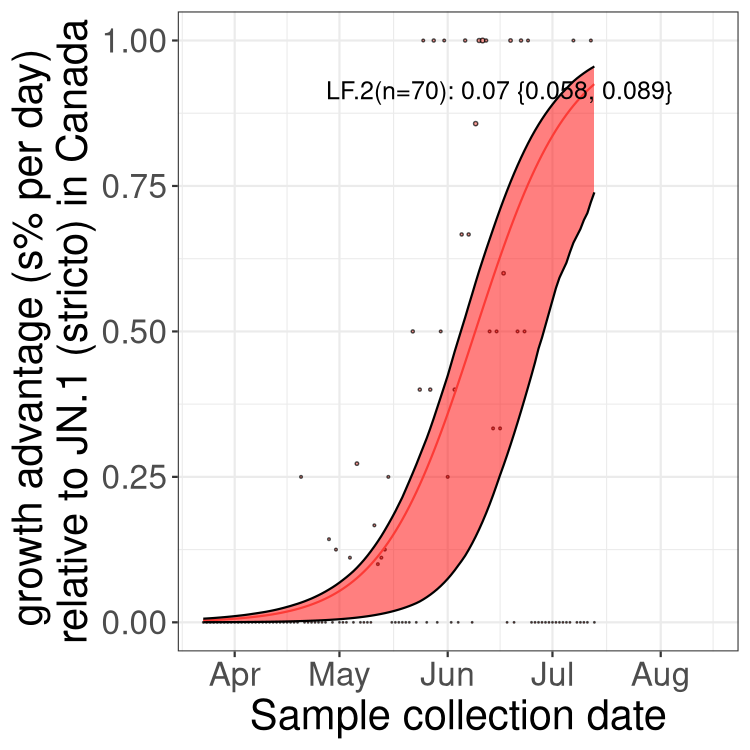 growth advantage (s% per day)
relative to JN.1 (stricto) in Canada
1.00
0.75
0.50
0.25
0.00
LF.2(n=70): 0.07 {0.058, 0.089}
Apr May Jun Jul Aug
Sample collection date